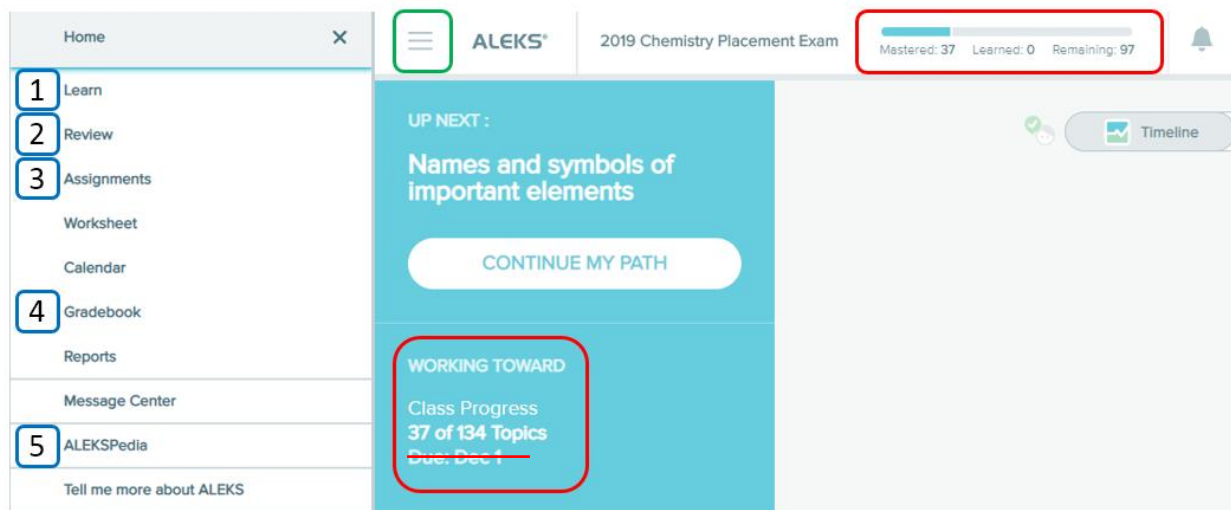 Home
1 Learn
2 Review
3 Assignments
Worksheet
Calendar
4 Gradebook
Reports
Message Center
5 ALEKSPedia
Tell me more about ALEKS
ALEKS®
2019 Chemistry Placement Exam
Mastered: 37 Learned: 0 Remaining: 97
UP NEXT :
Names and symbols of
important elements
CONTINUE MY PATH
WORKING TOWARD
Class Progress
37 of 134 Topics
Due: Dec 1
Timeline